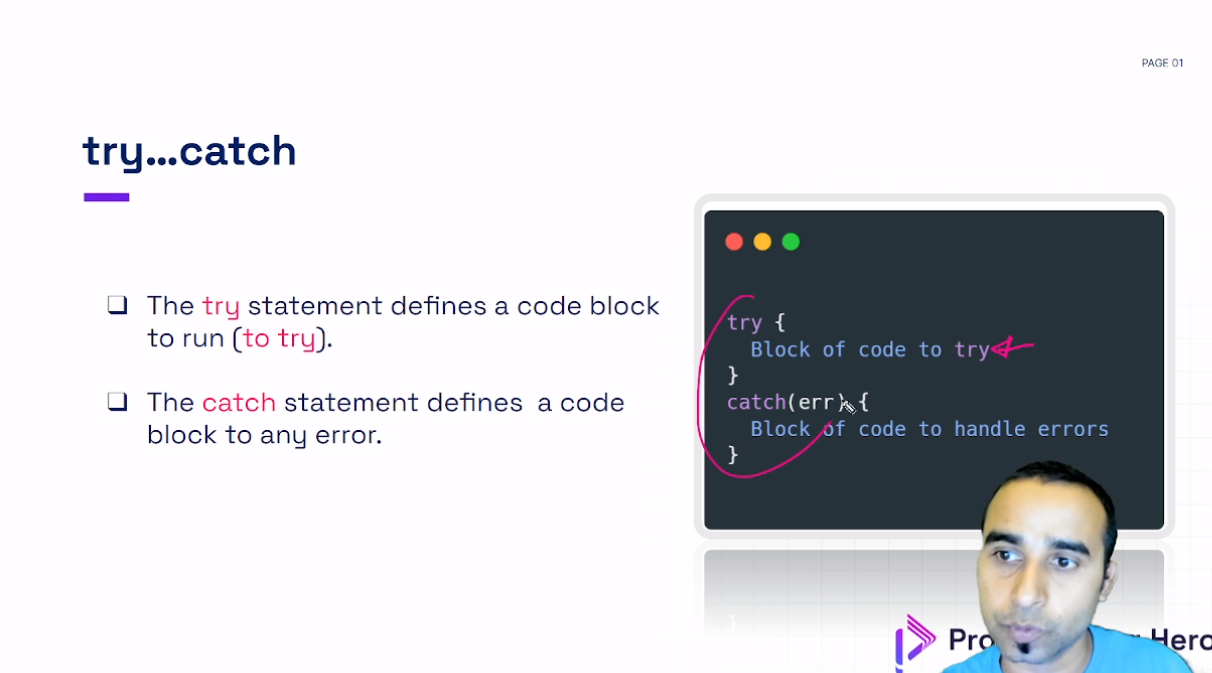 PAGE 01
try...catch
❑ The try statement defines a code block
to run (to try).
❑ The catch statement defines a code
block to any error.
try {
Block of code to try
}
catch(err) {
Block of code to handle errors
}
Hero